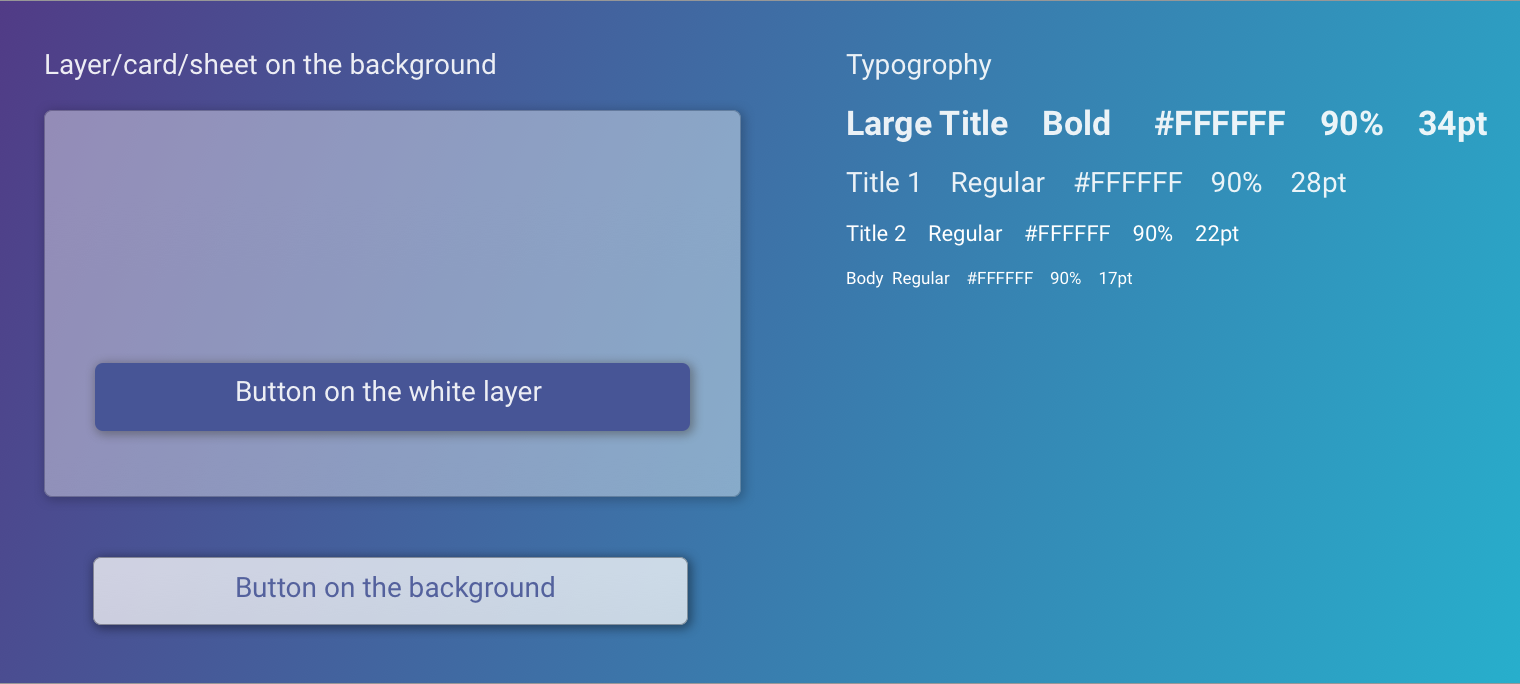 Layer/card/sheet on the background
Button on the white layer
Button on the background
Typogrophy
Large Title Bold #FFFFFF 90% 34pt
Title 1 Regular #FFFFFF 90% 28pt
Title 2 Regular #FFFFFF 90% 22pt
Body Regular #FFFFFF 90% 17pt